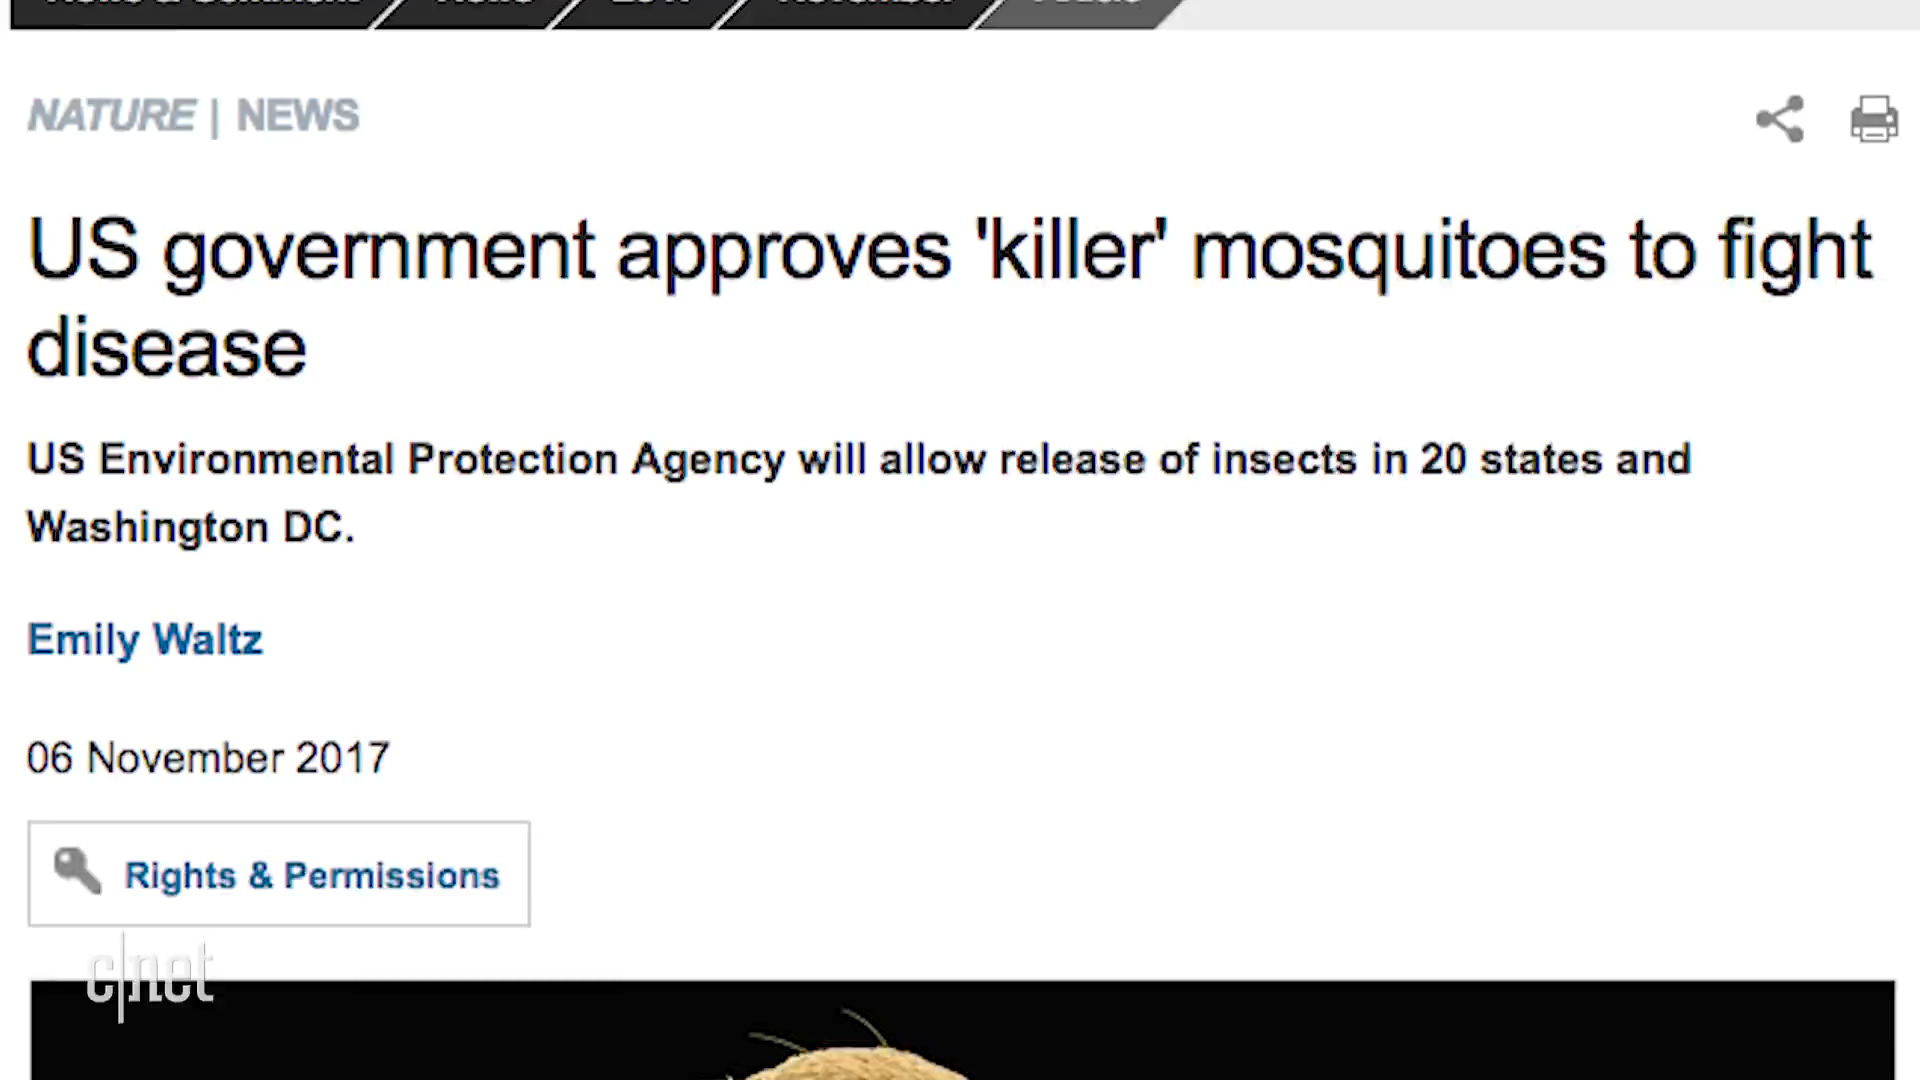 NATURE | NEWS
US government approves 'killer' mosquitoes to fight
disease
US Environmental Protection Agency will allow release of insects in 20 states and
Washington DC.
Emily Waltz
06 November 2017
Rights & Permissions
c|net